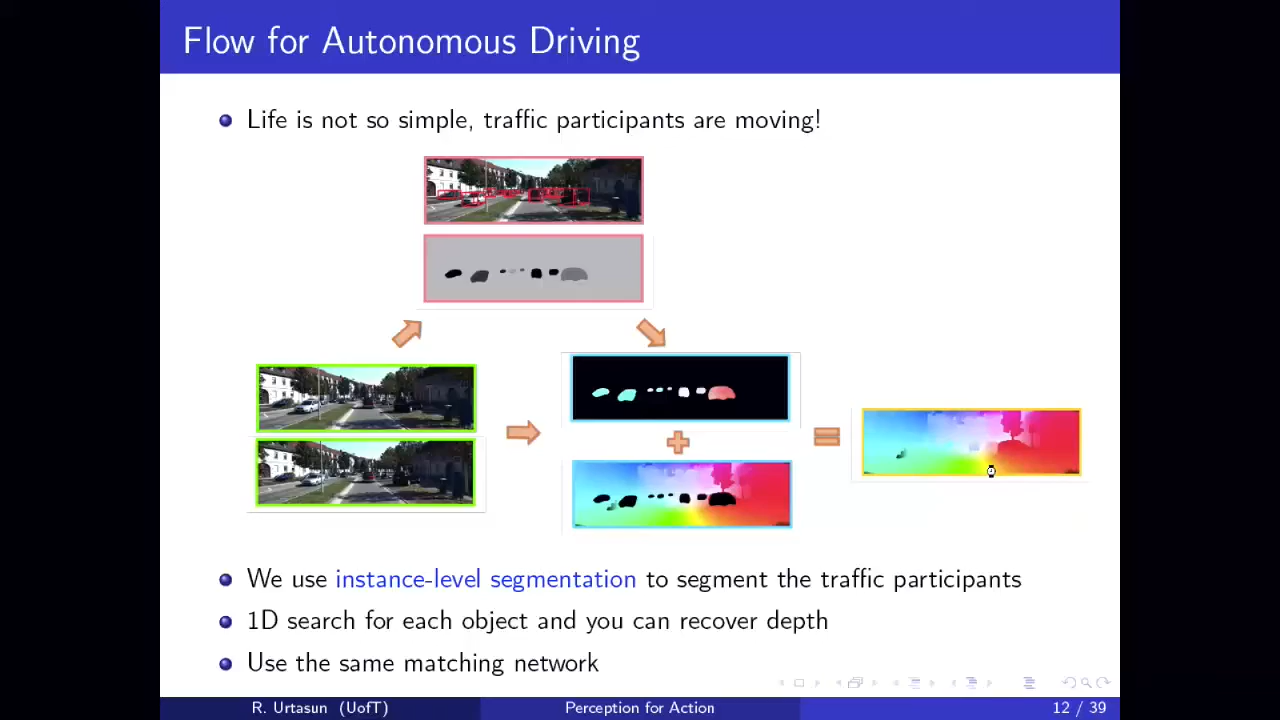 Flow for Autonomous Driving
Life is not so simple, traffic participants are moving!
We use instance-level segmentation to segment the traffic participants
1D search for each object and you can recover depth
Use the same matching network
R. Urtasun (UofT)
Perception for Action
12 / 39